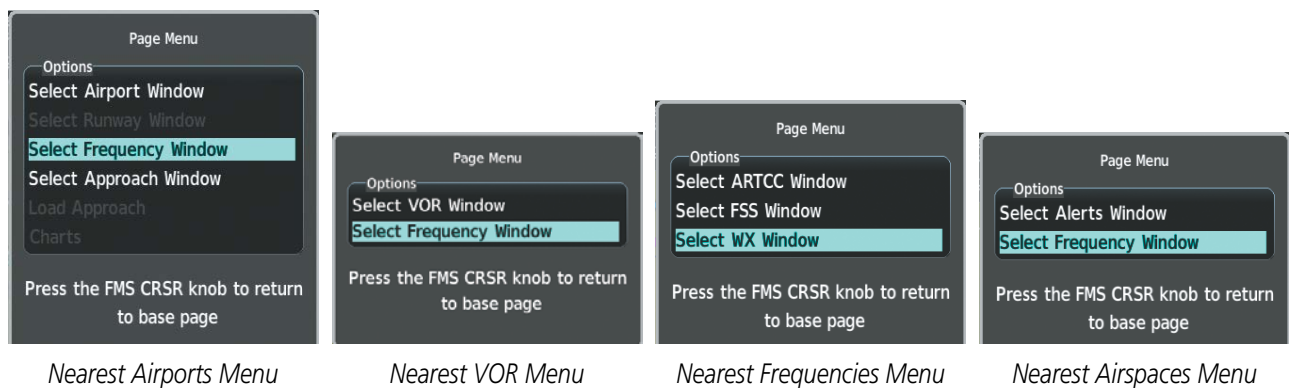 Page Menu
Options
Select Airport Window
Select Runway Window
Select Frequency Window
Select Approach Window
Load Approach
Charts
Press the FMS CRSR knob to return
to base page
Nearest Airports Menu
Page Menu
Options
Select VOR Window
Select Frequency Window
Press the FMS CRSR knob to return
to base page
Nearest VOR Menu
Page Menu
Options
Select ARTCC Window
Select FSS Window
Select WX Window
Press the FMS CRSR knob to return
to base page
Nearest Frequencies Menu
Page Menu
Options
Select Alerts Window
Select Frequency Window
Press the FMS CRSR knob to return
to base page
Nearest Airspaces Menu